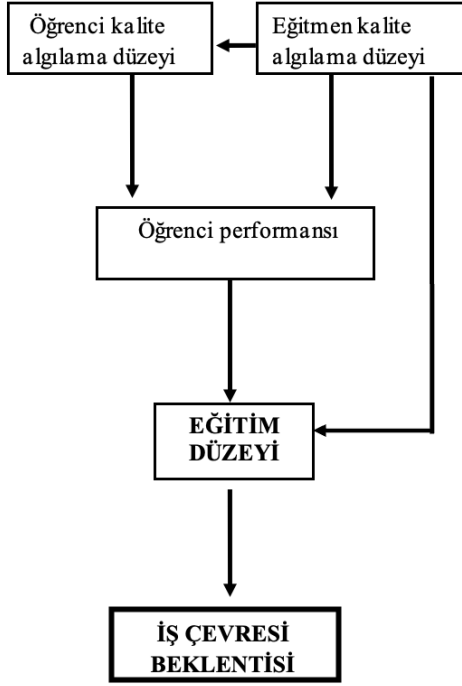 Öğrenci kalite
algılama düzeyi
Eğitmen kalite
algılama düzeyi
Öğrenci performansı
EĞİTİM
DÜZEYİ
İŞ ÇEVRESİ
BEKLENTİSİ